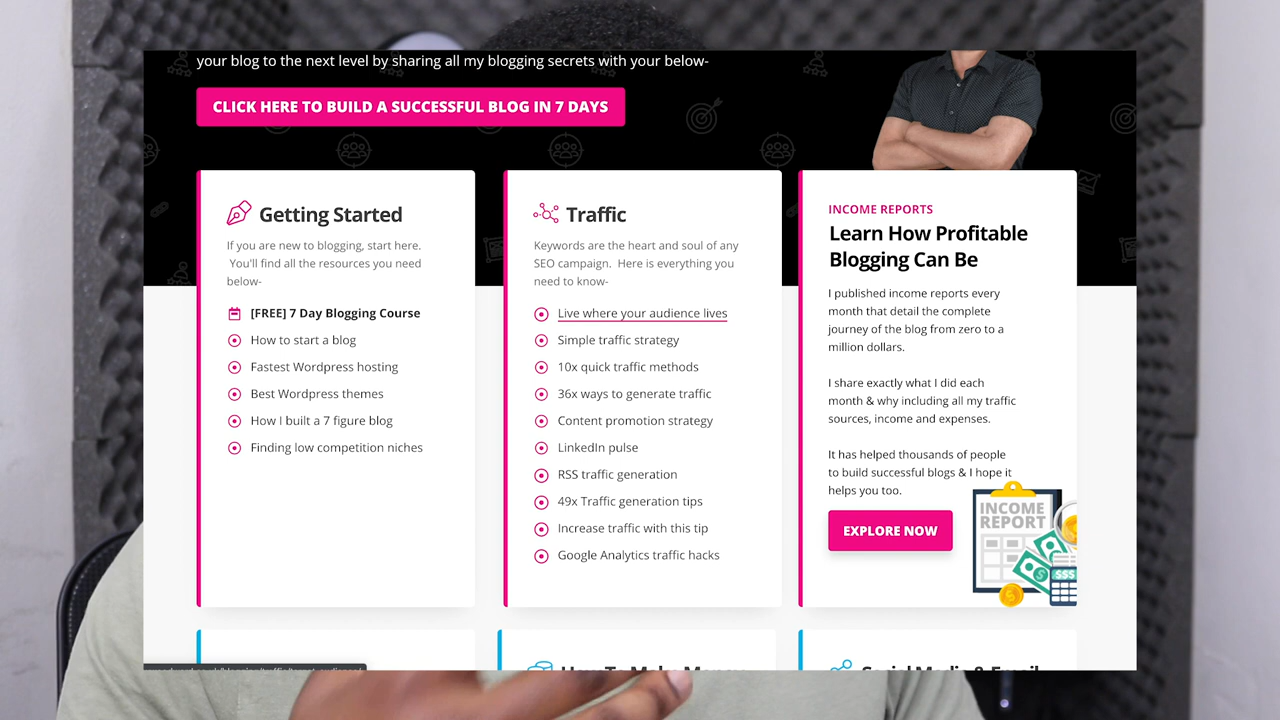 your blog to the next level by sharing all my blogging secrets with your below-
CLICK HERE TO BUILD A SUCCESSFUL BLOG IN 7 DAYS
Getting Started
If you are new to blogging, start here.
You'll find all the resources you need
below-
[FREE] 7 Day Blogging Course
How to start a blog
Fastest Wordpress hosting
Best Wordpress themes
How I built a 7 figure blog
Finding low competition niches
Traffic
Keywords are the heart and soul of any
SEO campaign. Here is everything you
need to know-
Live where your audience lives
Simple traffic strategy
10x quick traffic methods
36x ways to generate traffic
Content promotion strategy
LinkedIn pulse
RSS traffic generation
49x Traffic generation tips
Increase traffic with this tip
Google Analytics traffic hacks
INCOME REPORTS
Learn How Profitable
Blogging Can Be
I published income reports every
month that detail the complete
journey of the blog from zero to a
million dollars.
I share exactly what I did each
month & why including all my traffic
sources, income and expenses.
It has helped thousands of people
to build successful blogs & I hope it
helps you too.
EXPLORE NOW
INCOME
REPORT
$$$
How To Make Money
Social Media & Email